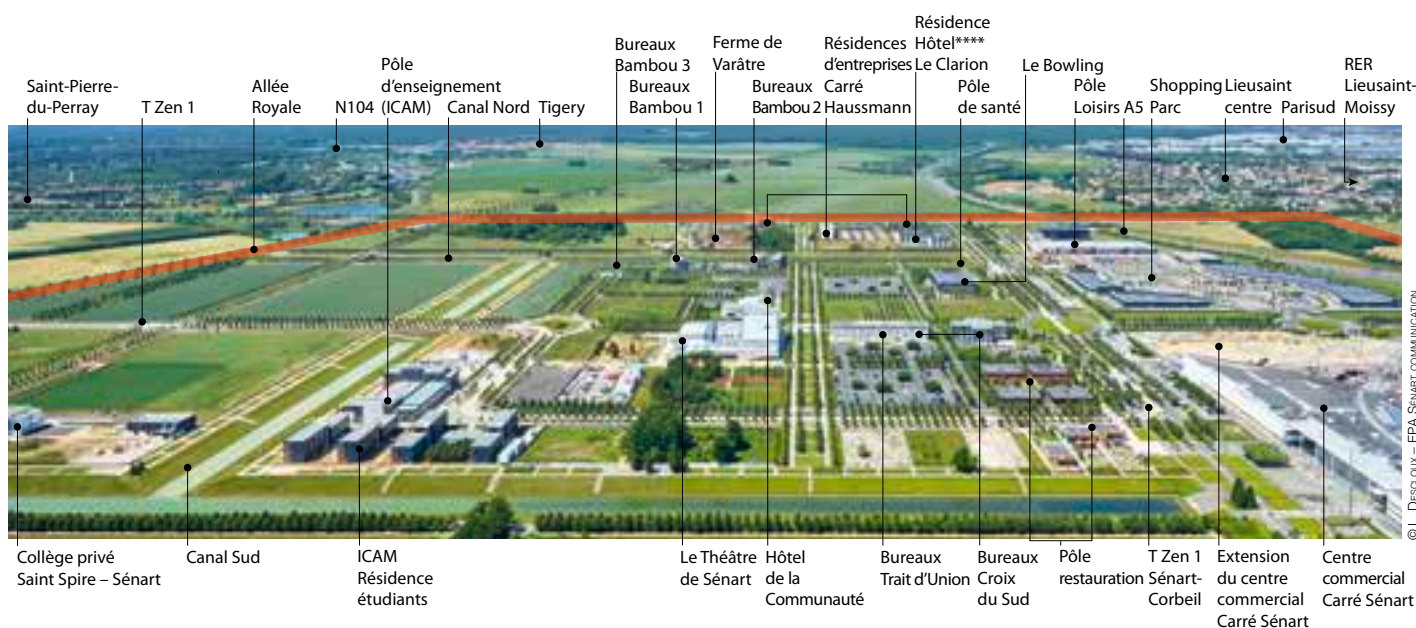 Saint-Pierre-
du-Perray
T Zen 1
Allée
Royale
N104
Pôle
d'enseignement
(ICAM)
Canal Nord
Tigery
Bureaux
Bambou 3
Bureaux
Bambou 1
Ferme de
Varâtre
Bureaux
Bambou 2
Résidences
d'entreprises
Carré
Haussmann
Résidence
Hôtel****
Le Clarion
Pôle
de santé
Le Bowling
Pôle
Loisirs
A5
Shopping
Parc
Lieusaint
centre
Parisud
RER
Lieusaint-
Moissy
Collège privé
Saint Spire – Sénart
Canal Sud
ICAM
Résidence
étudiants
Le Théâtre
de Sénart
Hôtel
de la
Communauté
Bureaux
Trait d'Union
Bureaux
Croix
du Sud
Pôle
restauration
T Zen 1
Sénart-
Corbeil
Extension
du centre
commercial
Carré Sénart
Centre
commercial
Carré Sénart
© L. DESCLOUX – EPA SÉNART COMMUNICATION